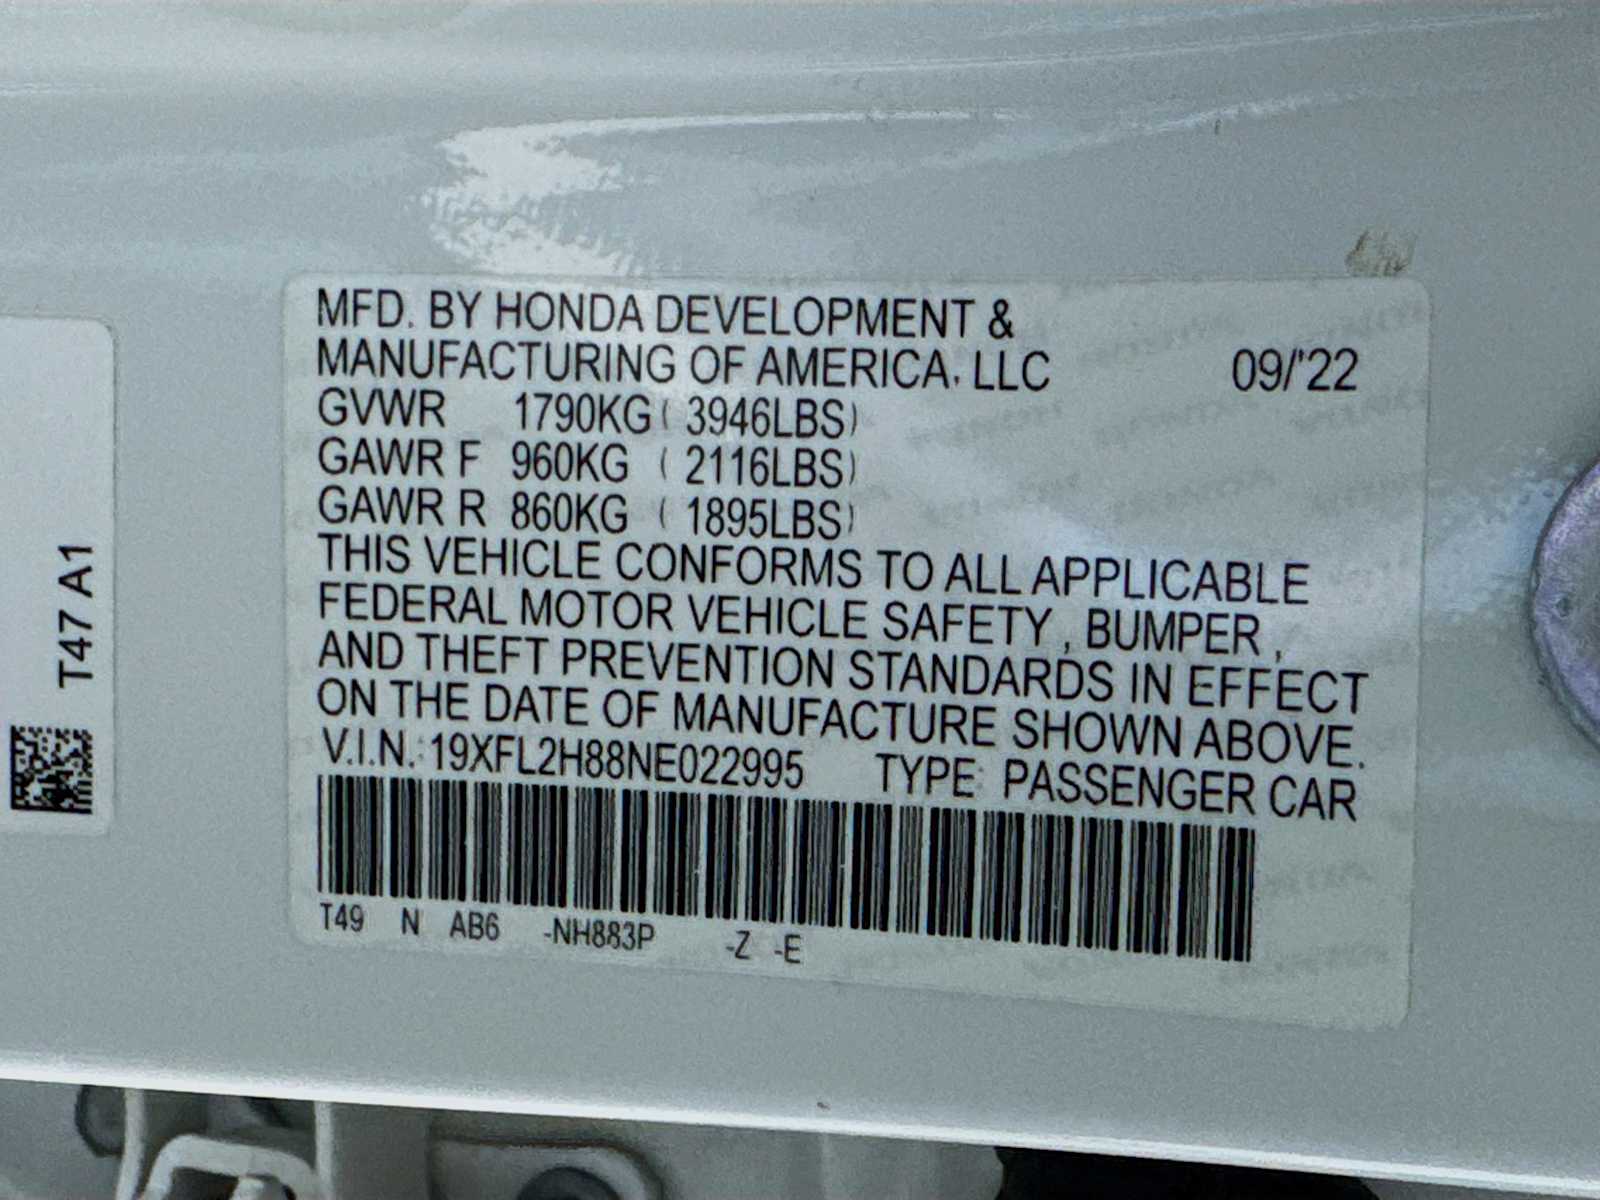 MFD. BY HONDA DEVELOPMENT &
MANUFACTURING OF AMERICA, LLC 09/'22
GVWR 1790KG ( 3946LBS)
GAWR F 960KG ( 2116LBS)
GAWR R 860KG ( 1895LBS)
THIS VEHICLE CONFORMS TO ALL APPLICABLE
FEDERAL MOTOR VEHICLE SAFETY , BUMPER ,
AND THEFT PREVENTION STANDARDS IN EFFECT
ON THE DATE OF MANUFACTURE SHOWN ABOVE.
V.I.N.: 19XFL2H88NE022995 TYPE: PASSENGER CAR
T49 N AB6 -NH883P -Z -E
T47 A1